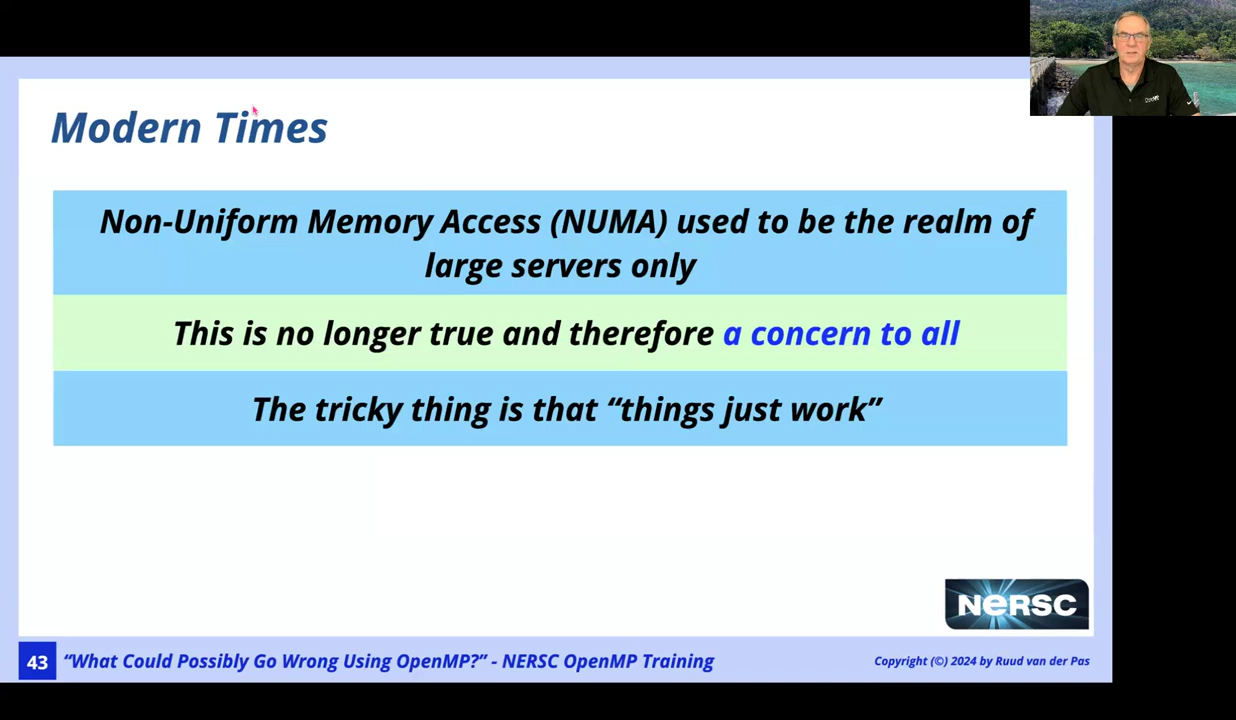 Modern Times
Non-Uniform Memory Access (NUMA) used to be the realm of
large servers only
This is no longer true and therefore a concern to all
The tricky thing is that “things just work”
NERSC
43
“What Could Possibly Go Wrong Using OpenMP?” - NERSC OpenMP Training
Copyright (©) 2024 by Ruud van der Pas